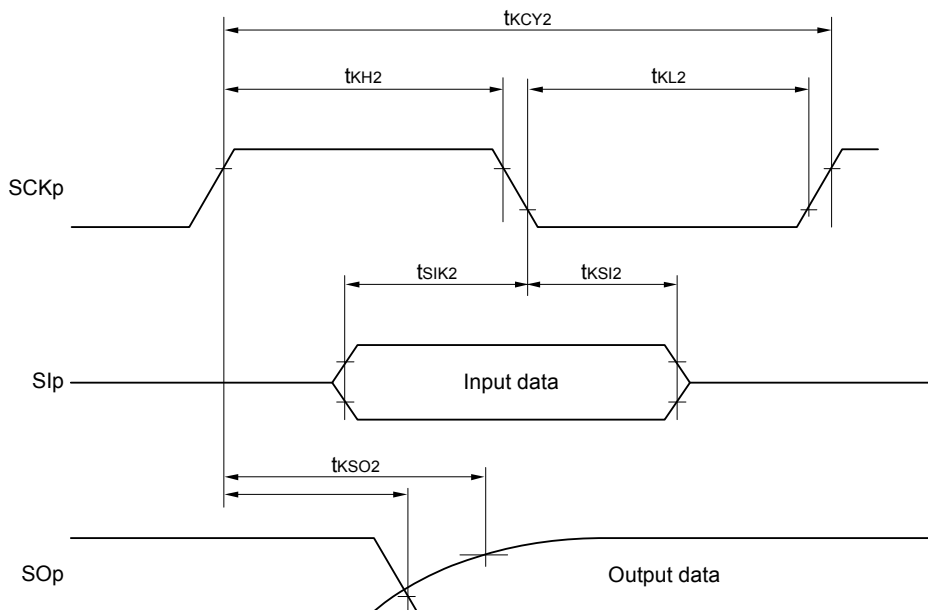 tKCY2
tKH2
tKL2
SCKp
tSIK2
tKSI2
SIp
Input data
tKSO2
SOp
Output data